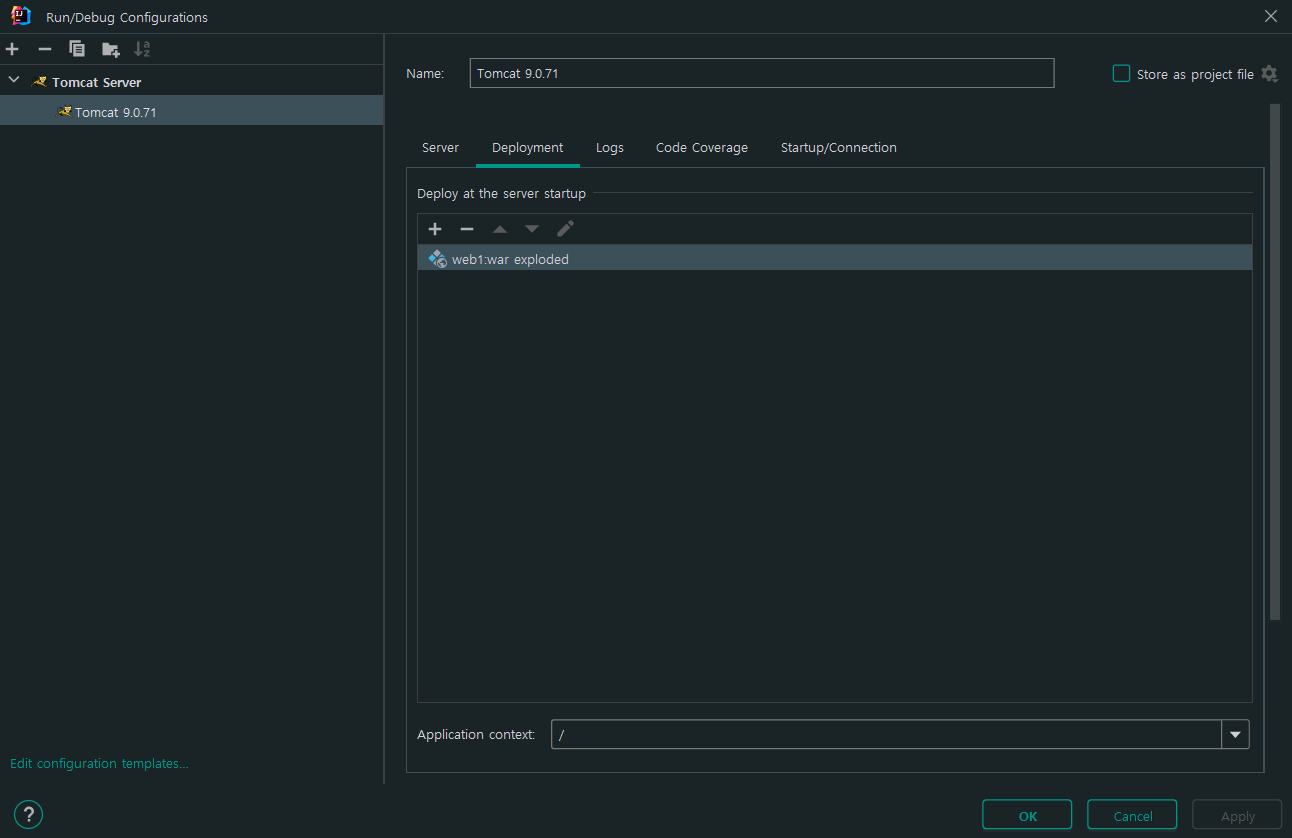 Run/Debug Configurations
Tomcat Server
Tomcat 9.0.71
Edit configuration templates...
Name: Tomcat 9.0.71 Store as project file
Server Deployment Logs Code Coverage Startup/Connection
Deploy at the server startup
web1:war exploded
Application context: /
? OK Cancel Apply